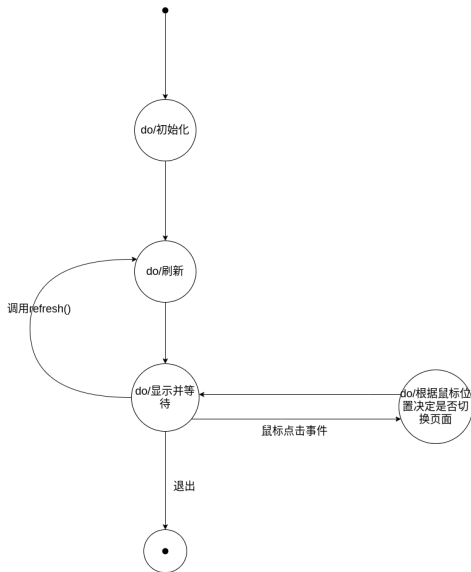 do/初始化
do/刷新
调用refresh()
do/显示并等
待
do/根据鼠标位
置决定是否切
换页面
鼠标点击事件
退出